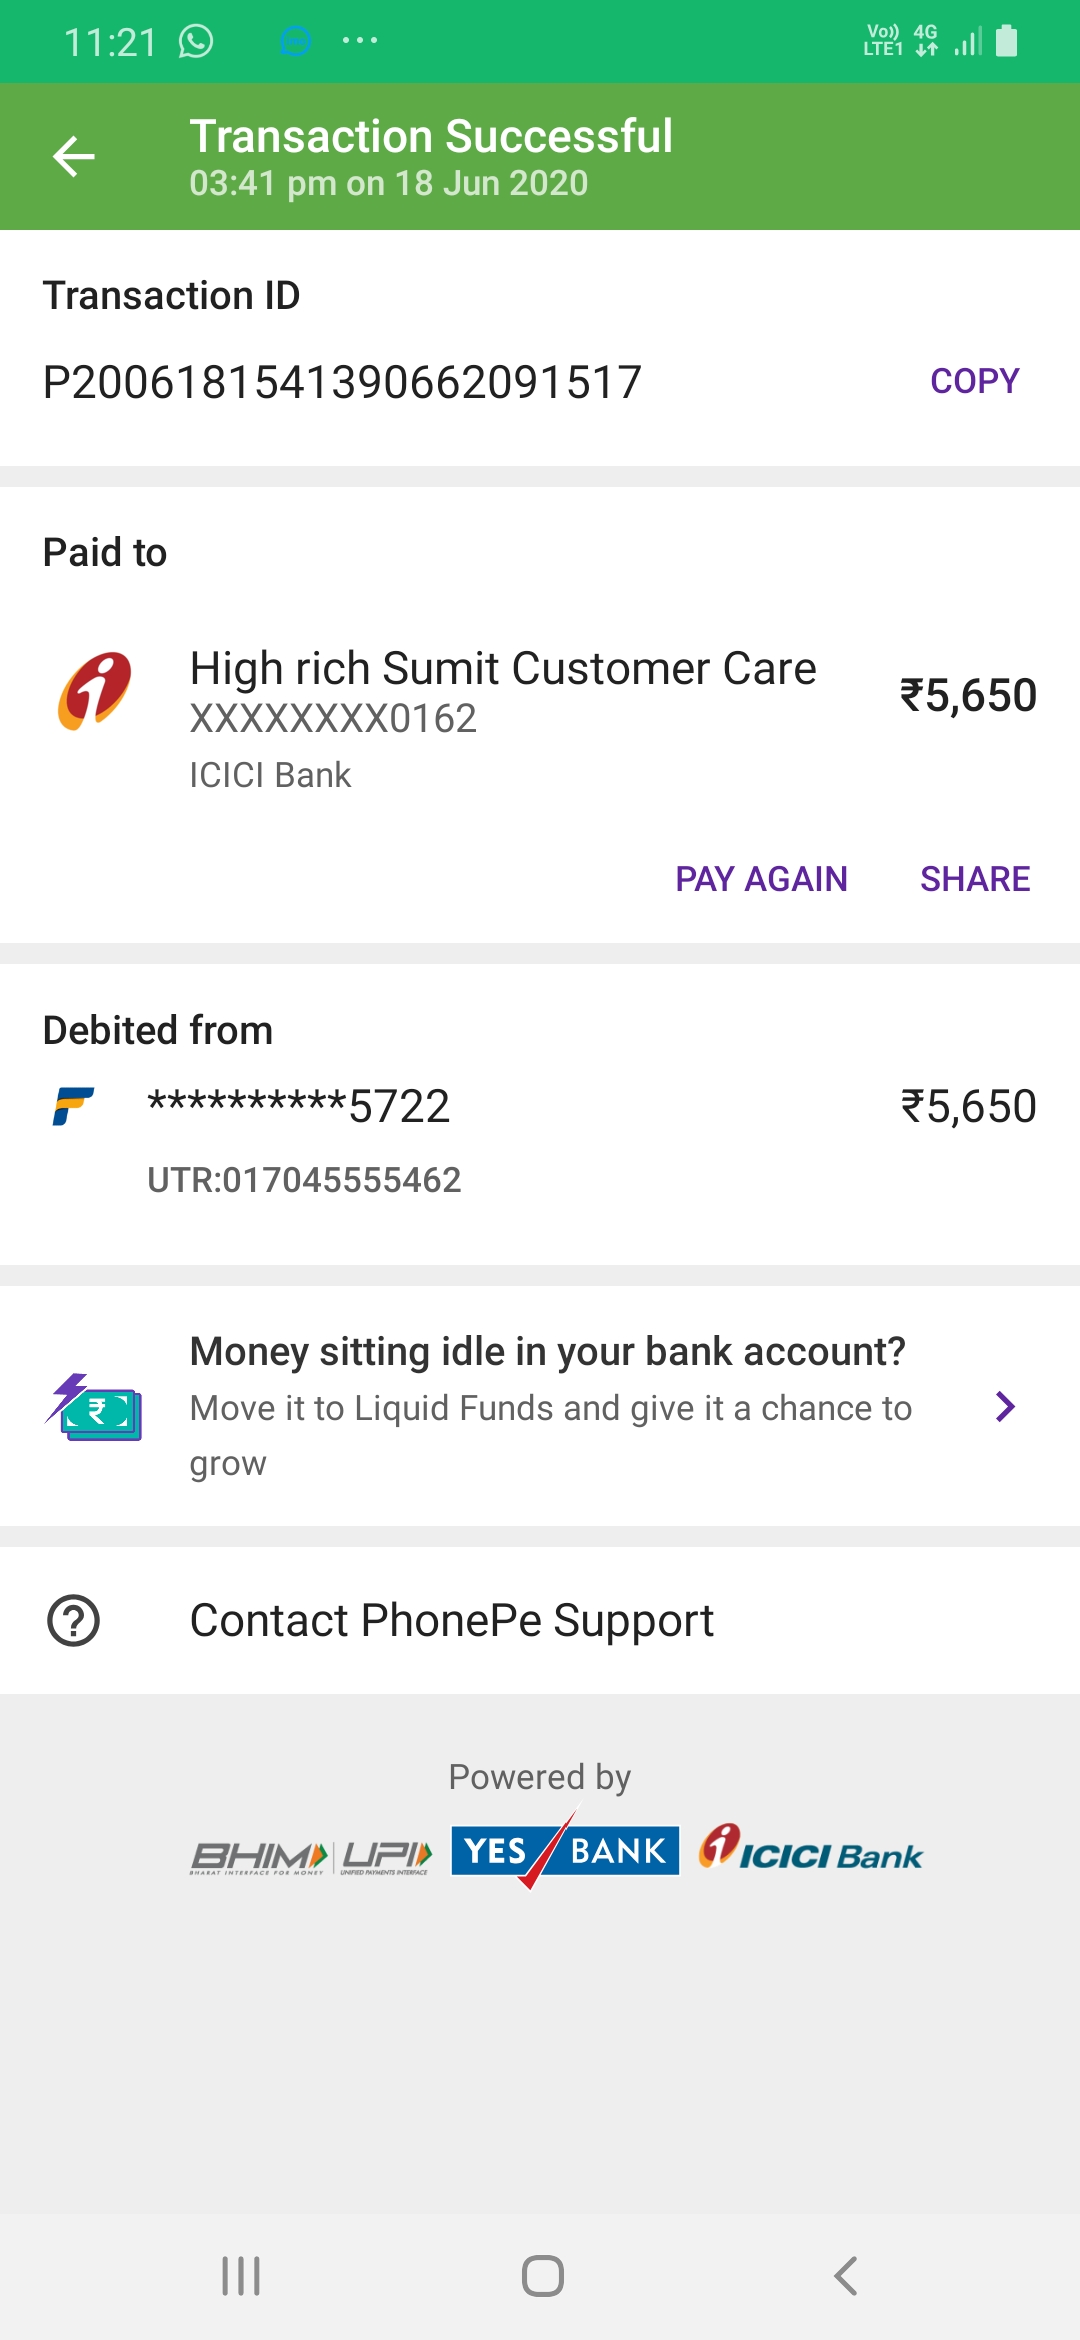 11:21
Vo)) 4G
LTE1
Transaction Successful
03:41 pm on 18 Jun 2020
Transaction ID
P2006181541390662091517
COPY
Paid to
High rich Sumit Customer Care
₹5,650
XXXXXXXX0162
ICICI Bank
PAY AGAIN
SHARE
Debited from
**********5722
₹5,650
UTR:017045555462
Money sitting idle in your bank account?
Move it to Liquid Funds and give it a chance to
grow
Contact PhonePe Support
Powered by
BHIM UPI YES BANK ICICI Bank
BHARAT INTERFACE FOR MONEY UNIFIED PAYMENTS INTERFACE